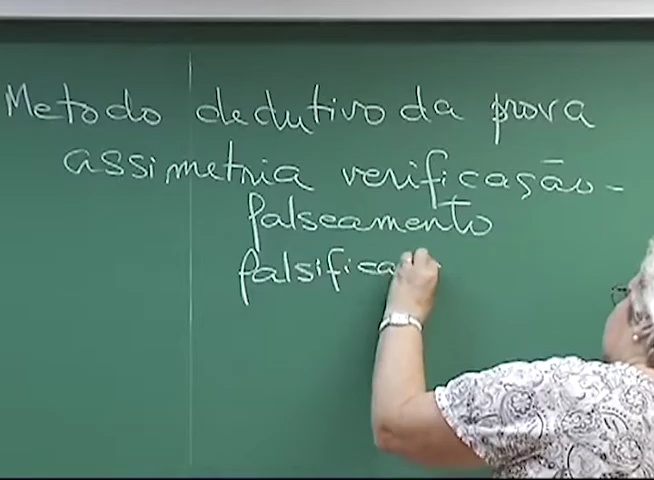 Metodo dedutivo da prova
assimetria verificação -
falseamento
falsifica